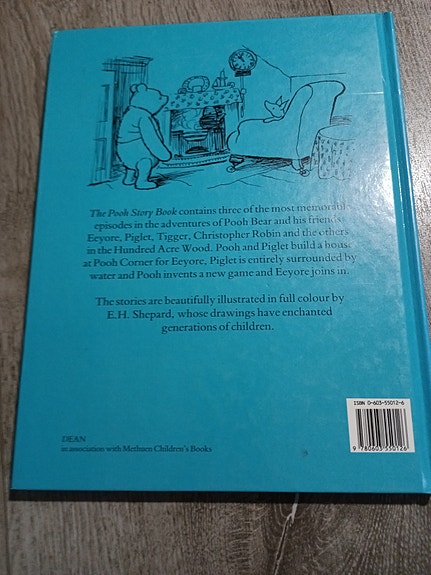 The Pooh Story Book contains three of the most memorable
episodes in the adventures of Pooh Bear and his friends
Eeyore, Piglet, Tigger, Christopher Robin and the others
in the Hundred Acre Wood. Pooh and Piglet build a house
at Pooh Corner for Eeyore, Piglet is entirely surrounded by
water and Pooh invents a new game and Eeyore joins in.
The stories are beautifully illustrated in full colour by
E.H. Shepard, whose drawings have enchanted
generations of children.
ISBN 0-603-55012-6
9 780603 550126
DEAN
in association with Methuen Children's Books